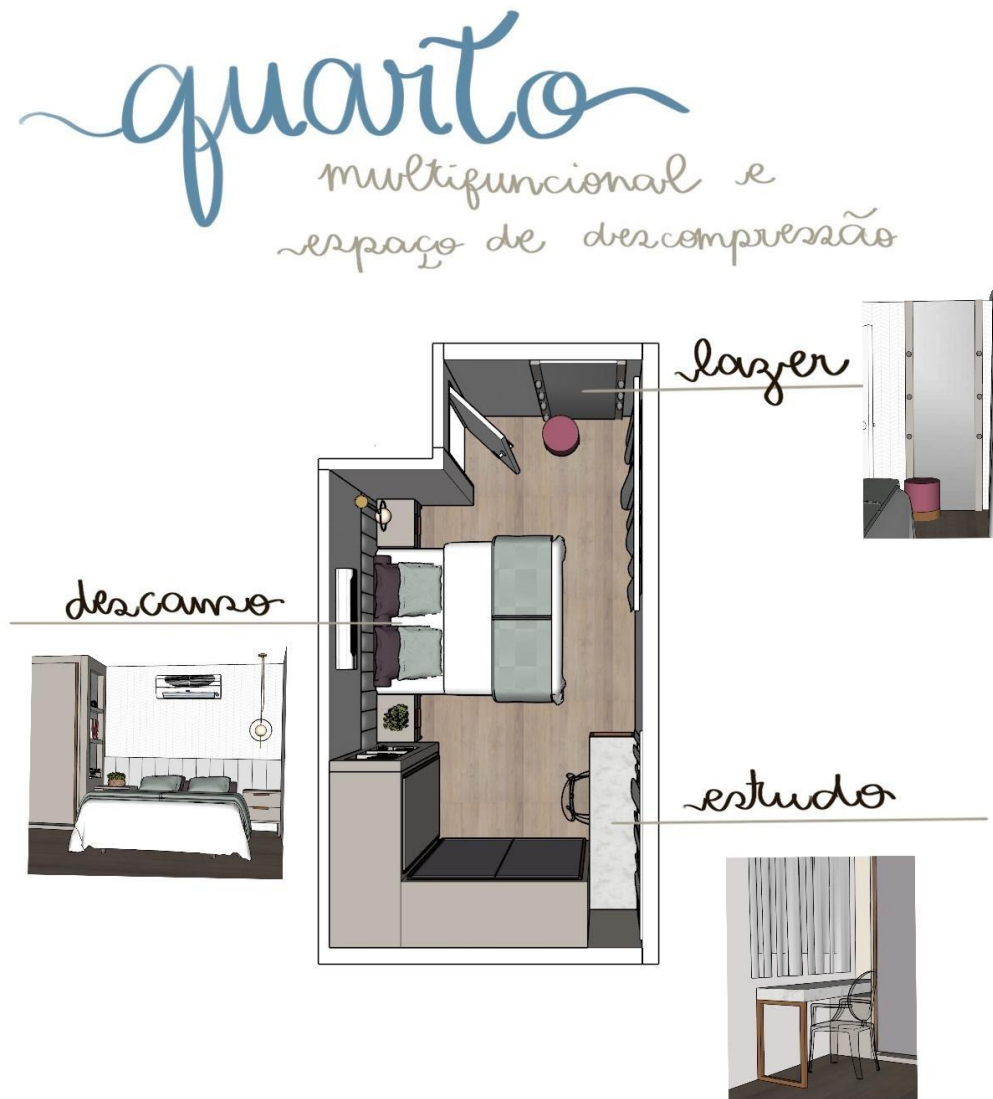 quarto
multifuncional e
espaço de descompressão
lazer
descanso
estudo